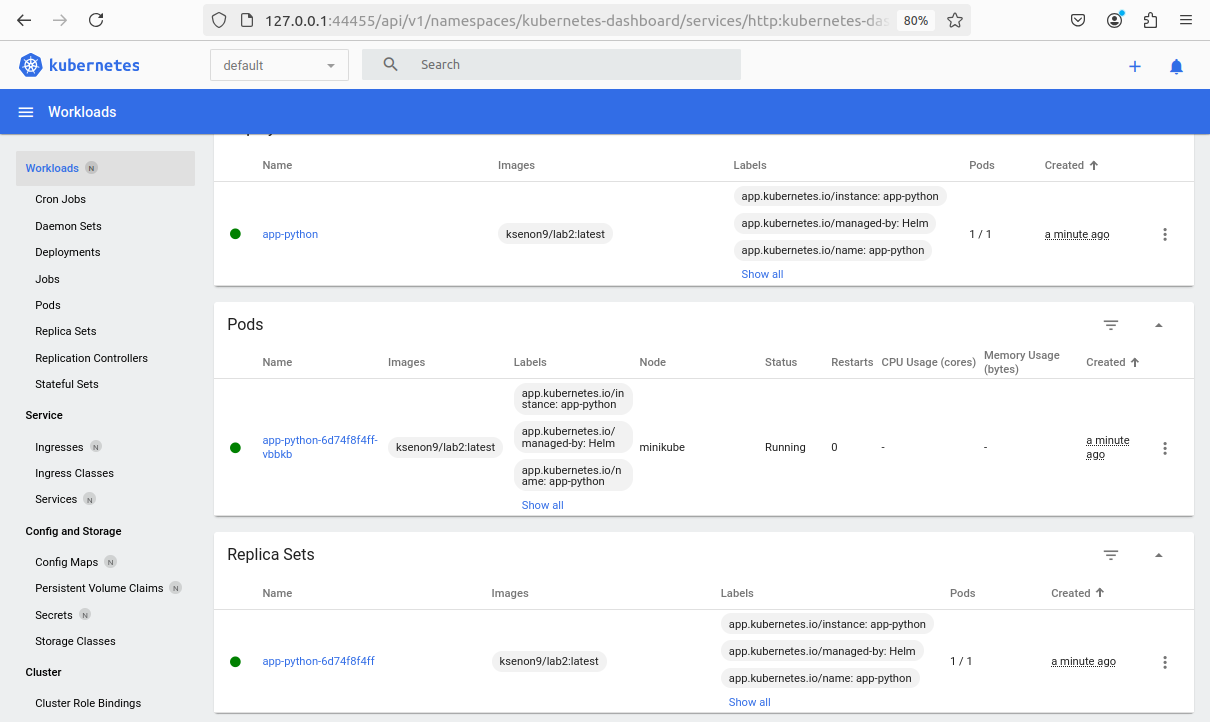 127.0.0.1:44455/api/v1/namespaces/kubernetes-dashboard/services/http:kubernetes-das
80%
kubernetes
default
Search
Workloads
Workloads N
Cron Jobs
Daemon Sets
Deployments
Jobs
Pods
Replica Sets
Replication Controllers
Stateful Sets
Service
Ingresses N
Ingress Classes
Services N
Config and Storage
Config Maps N
Persistent Volume Claims N
Secrets N
Storage Classes
Cluster
Cluster Role Bindings
Name Images Labels Pods Created
app-python ksenon9/lab2:latest 1 / 1 a minute ago
app.kubernetes.io/instance: app-python
app.kubernetes.io/managed-by: Helm
app.kubernetes.io/name: app-python
Show all
Pods
Name Images Labels Node Status Restarts CPU Usage (cores) Memory Usage
(bytes) Created
app-python-6d74f8f4ff-
vbbkb
ksenon9/lab2:latest
app.kubernetes.io/in
stance: app-python
app.kubernetes.io/
managed-by: Helm
app.kubernetes.io/n
ame: app-python
Show all
minikube Running 0 - -
a minute
ago
Replica Sets
Name Images Labels Pods Created
app-python-6d74f8f4ff ksenon9/lab2:latest 1 / 1 a minute ago
app.kubernetes.io/instance: app-python
app.kubernetes.io/managed-by: Helm
app.kubernetes.io/name: app-python
Show all